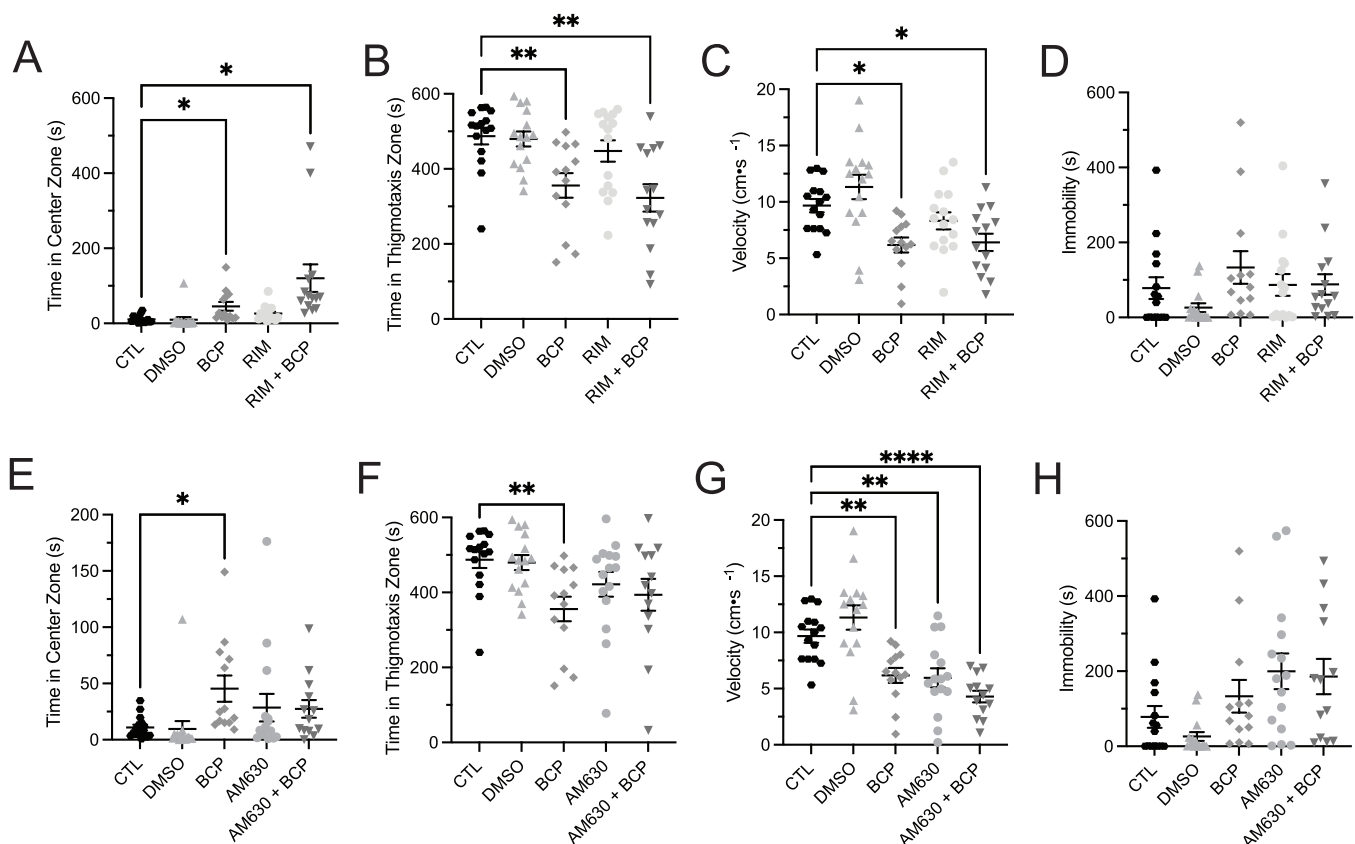 A
Time in Center Zone (s)
600
400
200
0
*
*
CTL
DMSO
BCP
RIM
RIM + BCP
B
Time in Thigmotaxis Zone (s)
600
400
200
0
**
**
CTL
DMSO
BCP
RIM
RIM + BCP
C
Velocity (cm•s -1)
20
15
10
5
0
*
*
CTL
DMSO
BCP
RIM
RIM + BCP
D
Immobility (s)
600
400
200
0
CTL
DMSO
BCP
RIM
RIM + BCP
E
Time in Center Zone (s)
200
150
100
50
0
*
CTL
DMSO
BCP
AM630
AM630 + BCP
F
Time in Thigmotaxis Zone (s)
600
400
200
0
**
CTL
DMSO
BCP
AM630
AM630 + BCP
G
Velocity (cm•s -1)
20
15
10
5
0
****
**
**
CTL
DMSO
BCP
AM630
AM630 + BCP
H
Immobility (s)
600
400
200
0
CTL
DMSO
BCP
AM630
AM630 + BCP